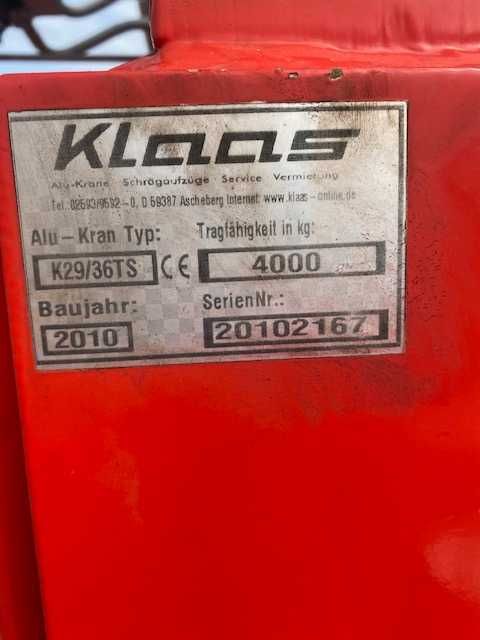 Klaas
Alu-Krane Schrägaufzüge Service Vermietung
Tel. 02593/9592-0, D 59387 Ascheberg Internet: www.klaas-online.de
Alu-Kran Typ: Tragfähigkeit in kg:
K29/36TS CE 4000
Baujahr: SerienNr.:
2010 20102167